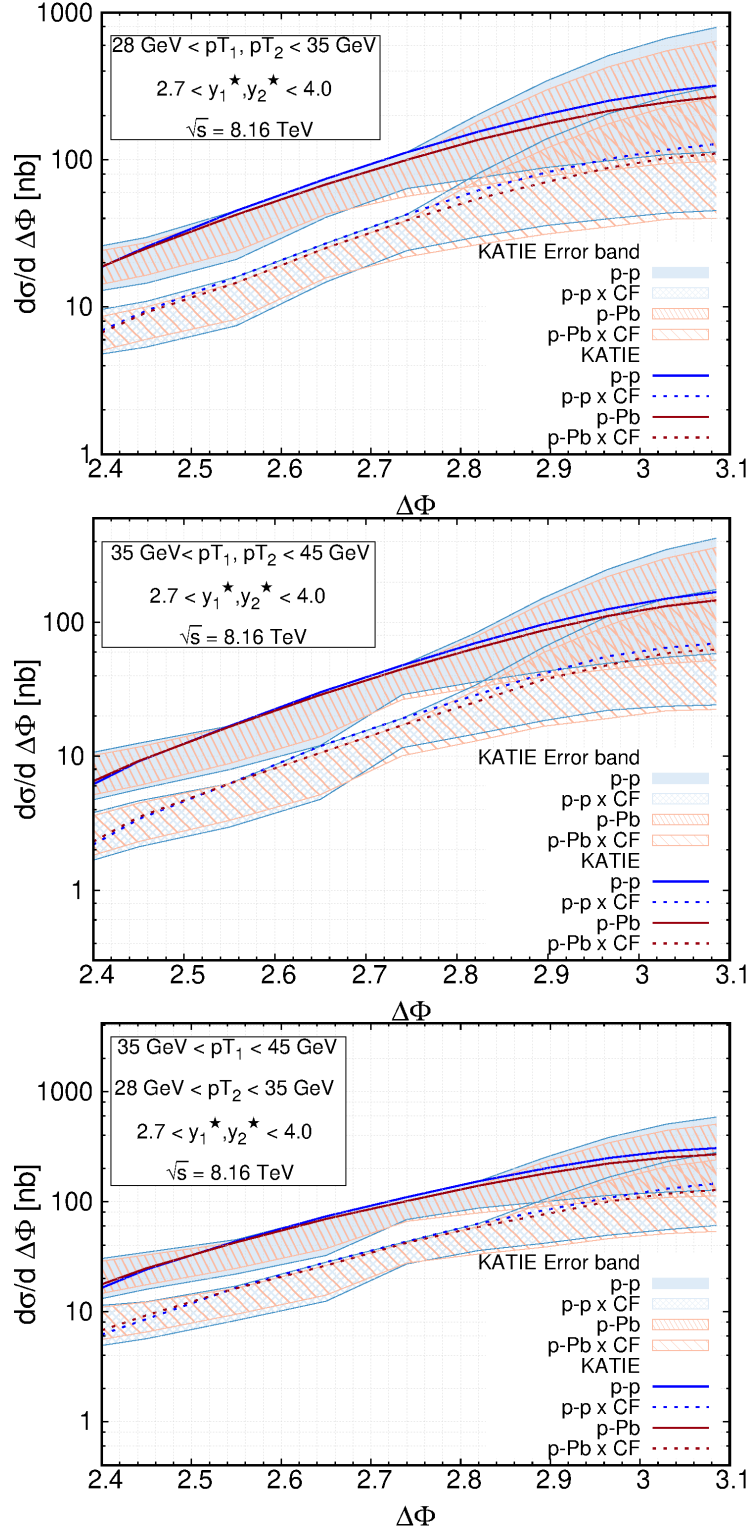 1000
100
10
1
dσ/d ΔΦ [nb]
28 GeV < pT1, pT2 < 35 GeV
2.7 < y1★,y2★ < 4.0
√s = 8.16 TeV
KATIE Error band
p-p
p-p x CF
p-Pb
p-Pb x CF
KATIE
p-p
p-p x CF
p-Pb
p-Pb x CF
2.4 2.5 2.6 2.7 2.8 2.9 3 3.1
ΔΦ
100
10
1
dσ/d ΔΦ [nb]
35 GeV< pT1, pT2 < 45 GeV
2.7 < y1★,y2★ < 4.0
√s = 8.16 TeV
KATIE Error band
p-p
p-p x CF
p-Pb
p-Pb x CF
KATIE
p-p
p-p x CF
p-Pb
p-Pb x CF
2.4 2.5 2.6 2.7 2.8 2.9 3 3.1
ΔΦ
1000
100
10
1
dσ/d ΔΦ [nb]
35 GeV < pT1 < 45 GeV
28 GeV < pT2 < 35 GeV
2.7 < y1★,y2★ < 4.0
√s = 8.16 TeV
KATIE Error band
p-p
p-p x CF
p-Pb
p-Pb x CF
KATIE
p-p
p-p x CF
p-Pb
p-Pb x CF
2.4 2.5 2.6 2.7 2.8 2.9 3 3.1
ΔΦ